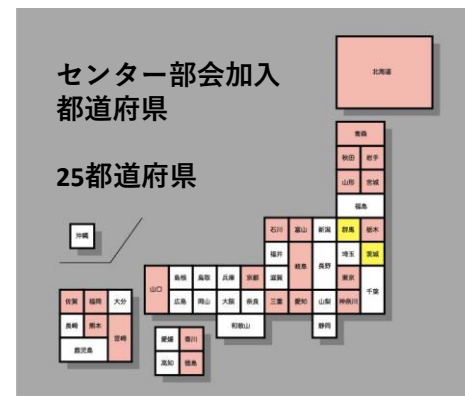 センター部会加入
都道府県
25都道府県
北海道
青森
秋田 岩手
山形 宮城
福島
石川 富山 新潟 群馬 栃木
福井 岐阜 長野 埼玉 茨城
滋賀 東京 千葉
三重 愛知 山梨 神奈川
静岡
山口 島根 鳥取 兵庫 京都
広島 岡山 大阪 奈良
和歌山
愛媛 香川
高知 徳島
沖縄
佐賀 福岡 大分
長崎 熊本 宮崎
鹿児島